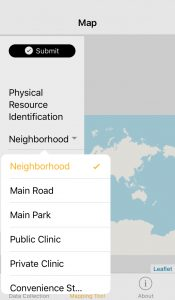 Map
Submit
Physical
Resource
Identification
Neighborhood
Neighborhood
Main Road
Main Park
Public Clinic
Private Clinic
Convenience St...
Leaflet
Data Collection
Mapping Tool
About